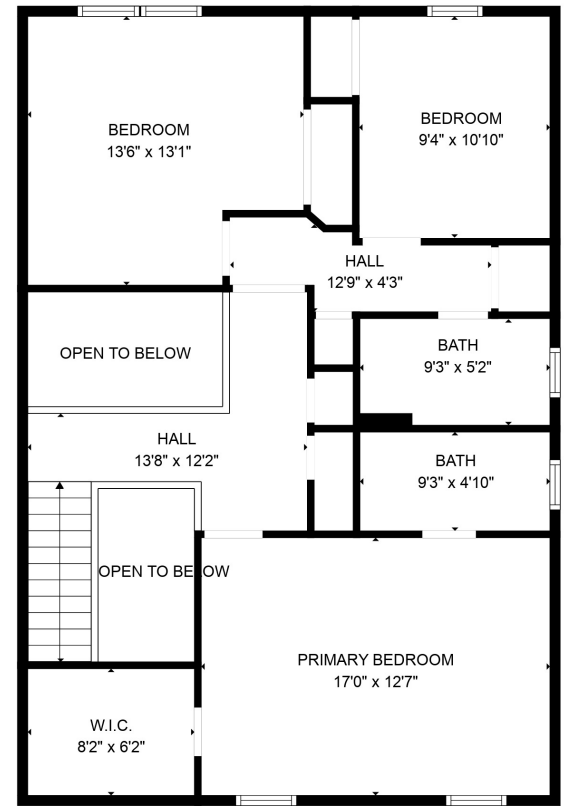 BEDROOM
13'6" x 13'1"
BEDROOM
9'4" x 10'10"
HALL
12'9" x 4'3"
OPEN TO BELOW
BATH
9'3" x 5'2"
HALL
13'8" x 12'2"
BATH
9'3" x 4'10"
OPEN TO BELOW
PRIMARY BEDROOM
17'0" x 12'7"
W.I.C.
8'2" x 6'2"